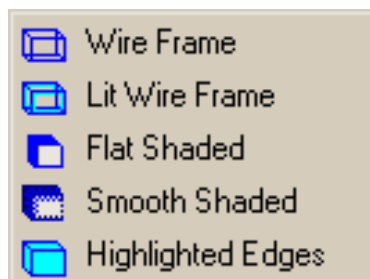 Wire Frame
Lit Wire Frame
Flat Shaded
Smooth Shaded
Highlighted Edges